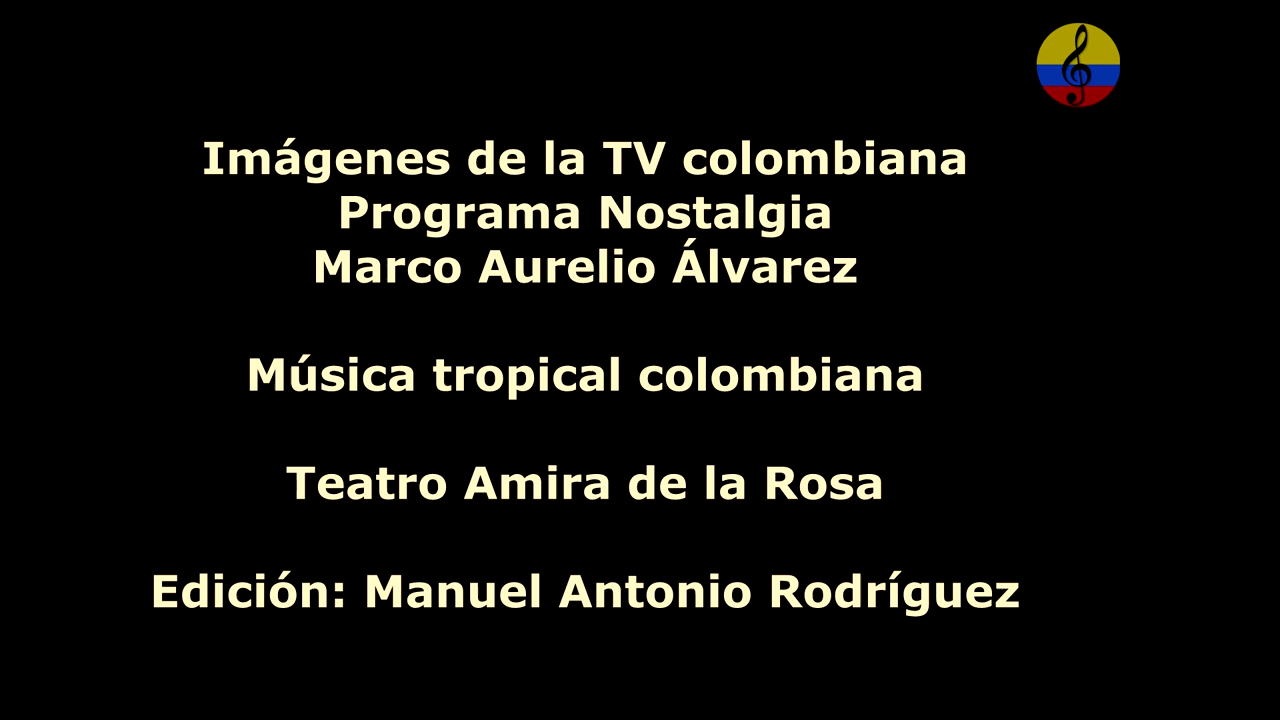 Imágenes de la TV colombiana
Programa Nostalgia
Marco Aurelio Álvarez
Música tropical colombiana
Teatro Amira de la Rosa
Edición: Manuel Antonio Rodríguez